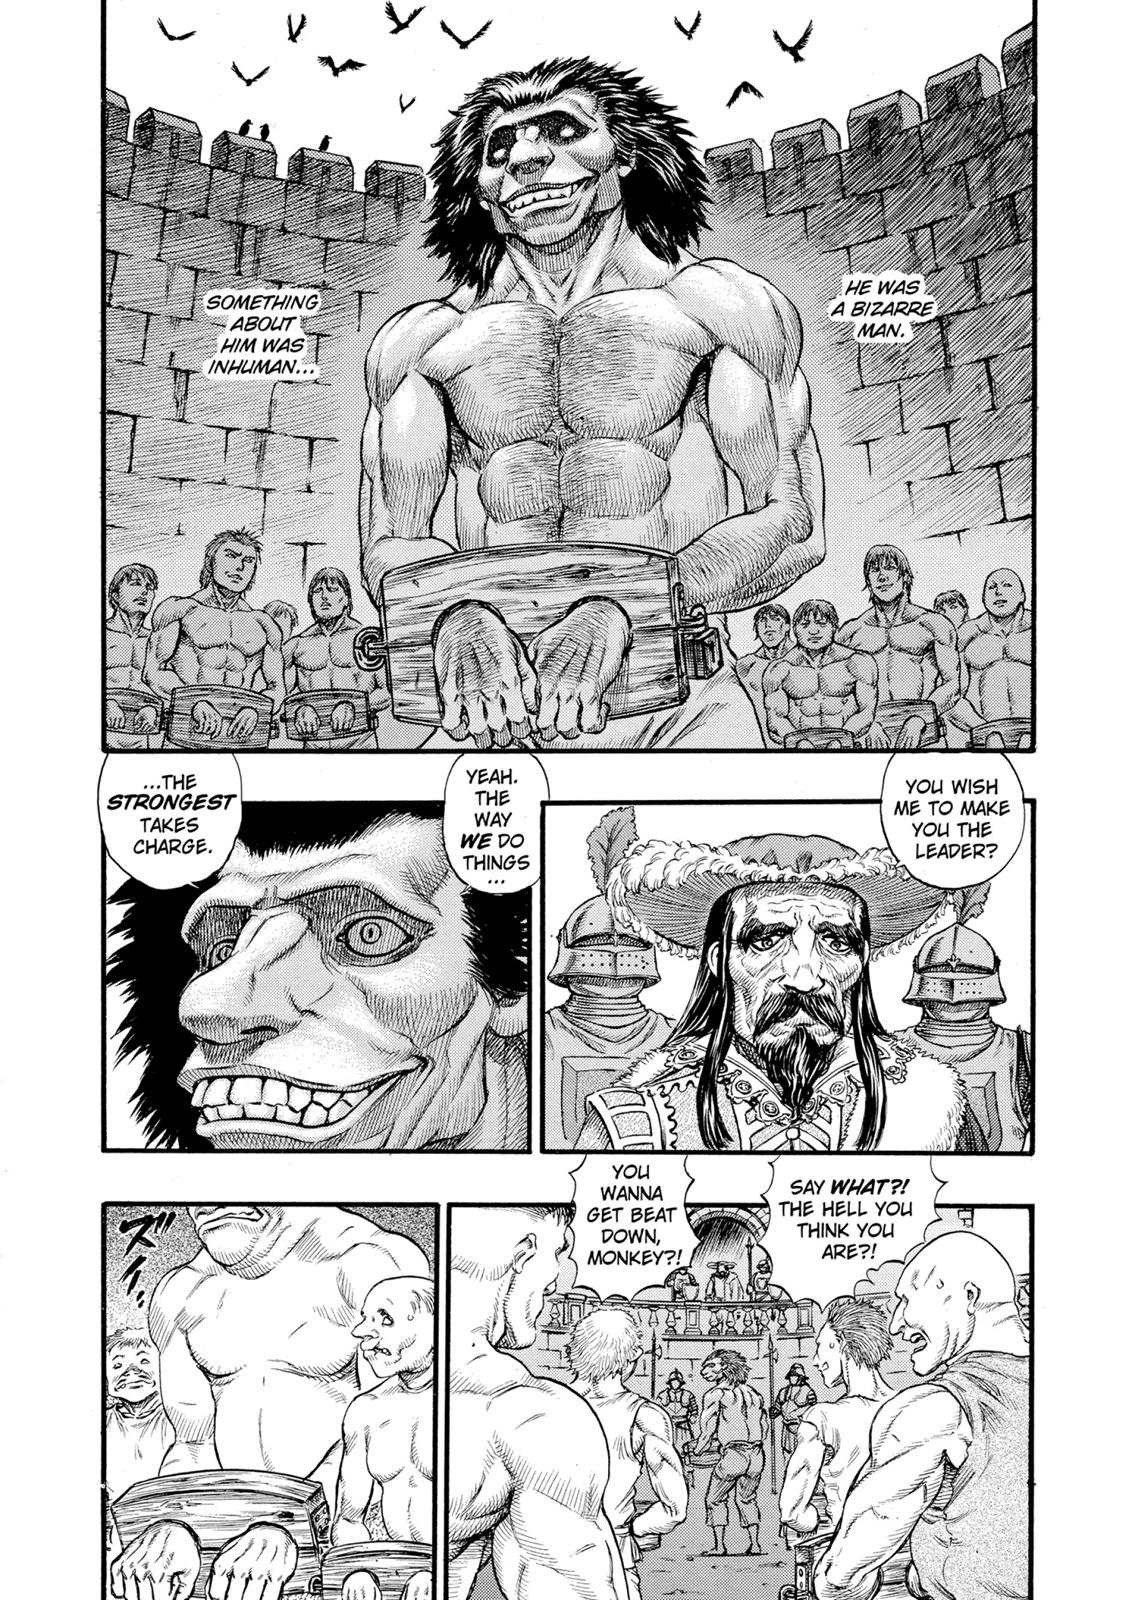 HE WAS
A BIZARRE
MAN.
SOMETHING
ABOUT
HIM WAS
INHUMAN...
YOU WISH
ME TO MAKE
YOU THE
LEADER?
YEAH.
THE
WAY
WE DO
THINGS
...
...THE
STRONGEST
TAKES
CHARGE.
SAY WHAT?!
THE HELL YOU
THINK YOU
ARE?!
YOU
WANNA
GET BEAT
DOWN,
MONKEY?!
ズイ